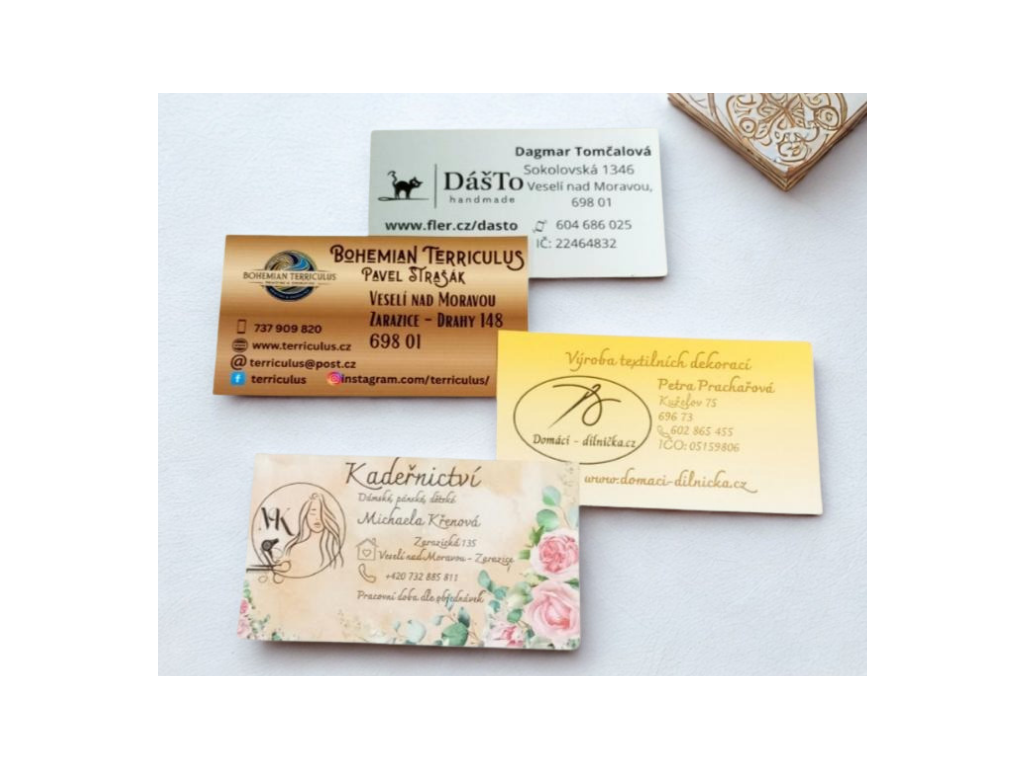 Dagmar Tomčalová
Sokolovská 1346
Veselí nad Moravou,
698 01
DášTo
handmade
www.fler.cz/dasto
604 686 025
IČ: 22464832
BOHEMIAN TERRICULUS
BOHEMIAN TERRICULUS
PAVEL STRAŠÁK
VESELÍ NAD MORAVOU
ZARAZICE - DRAHY 148
698 01
737 909 820
www.terriculus.cz
@ terriculus@post.cz
f terriculus
instagram.com/terriculus/
Výroba textilních dekorací
Petra Prachařová
Kuželov 75
696 73
602 865 455
IČO: 05159806
Domácí - dílnička.cz
www.domaci-dilnicka.cz
Kadeřnictví
Dámské, pánské, dětské
Michaela Křenová
MK
Zarazická 135
Veselí nad Moravou - Zarazice
+420 732 885 811
Pracovní doba dle objednávek